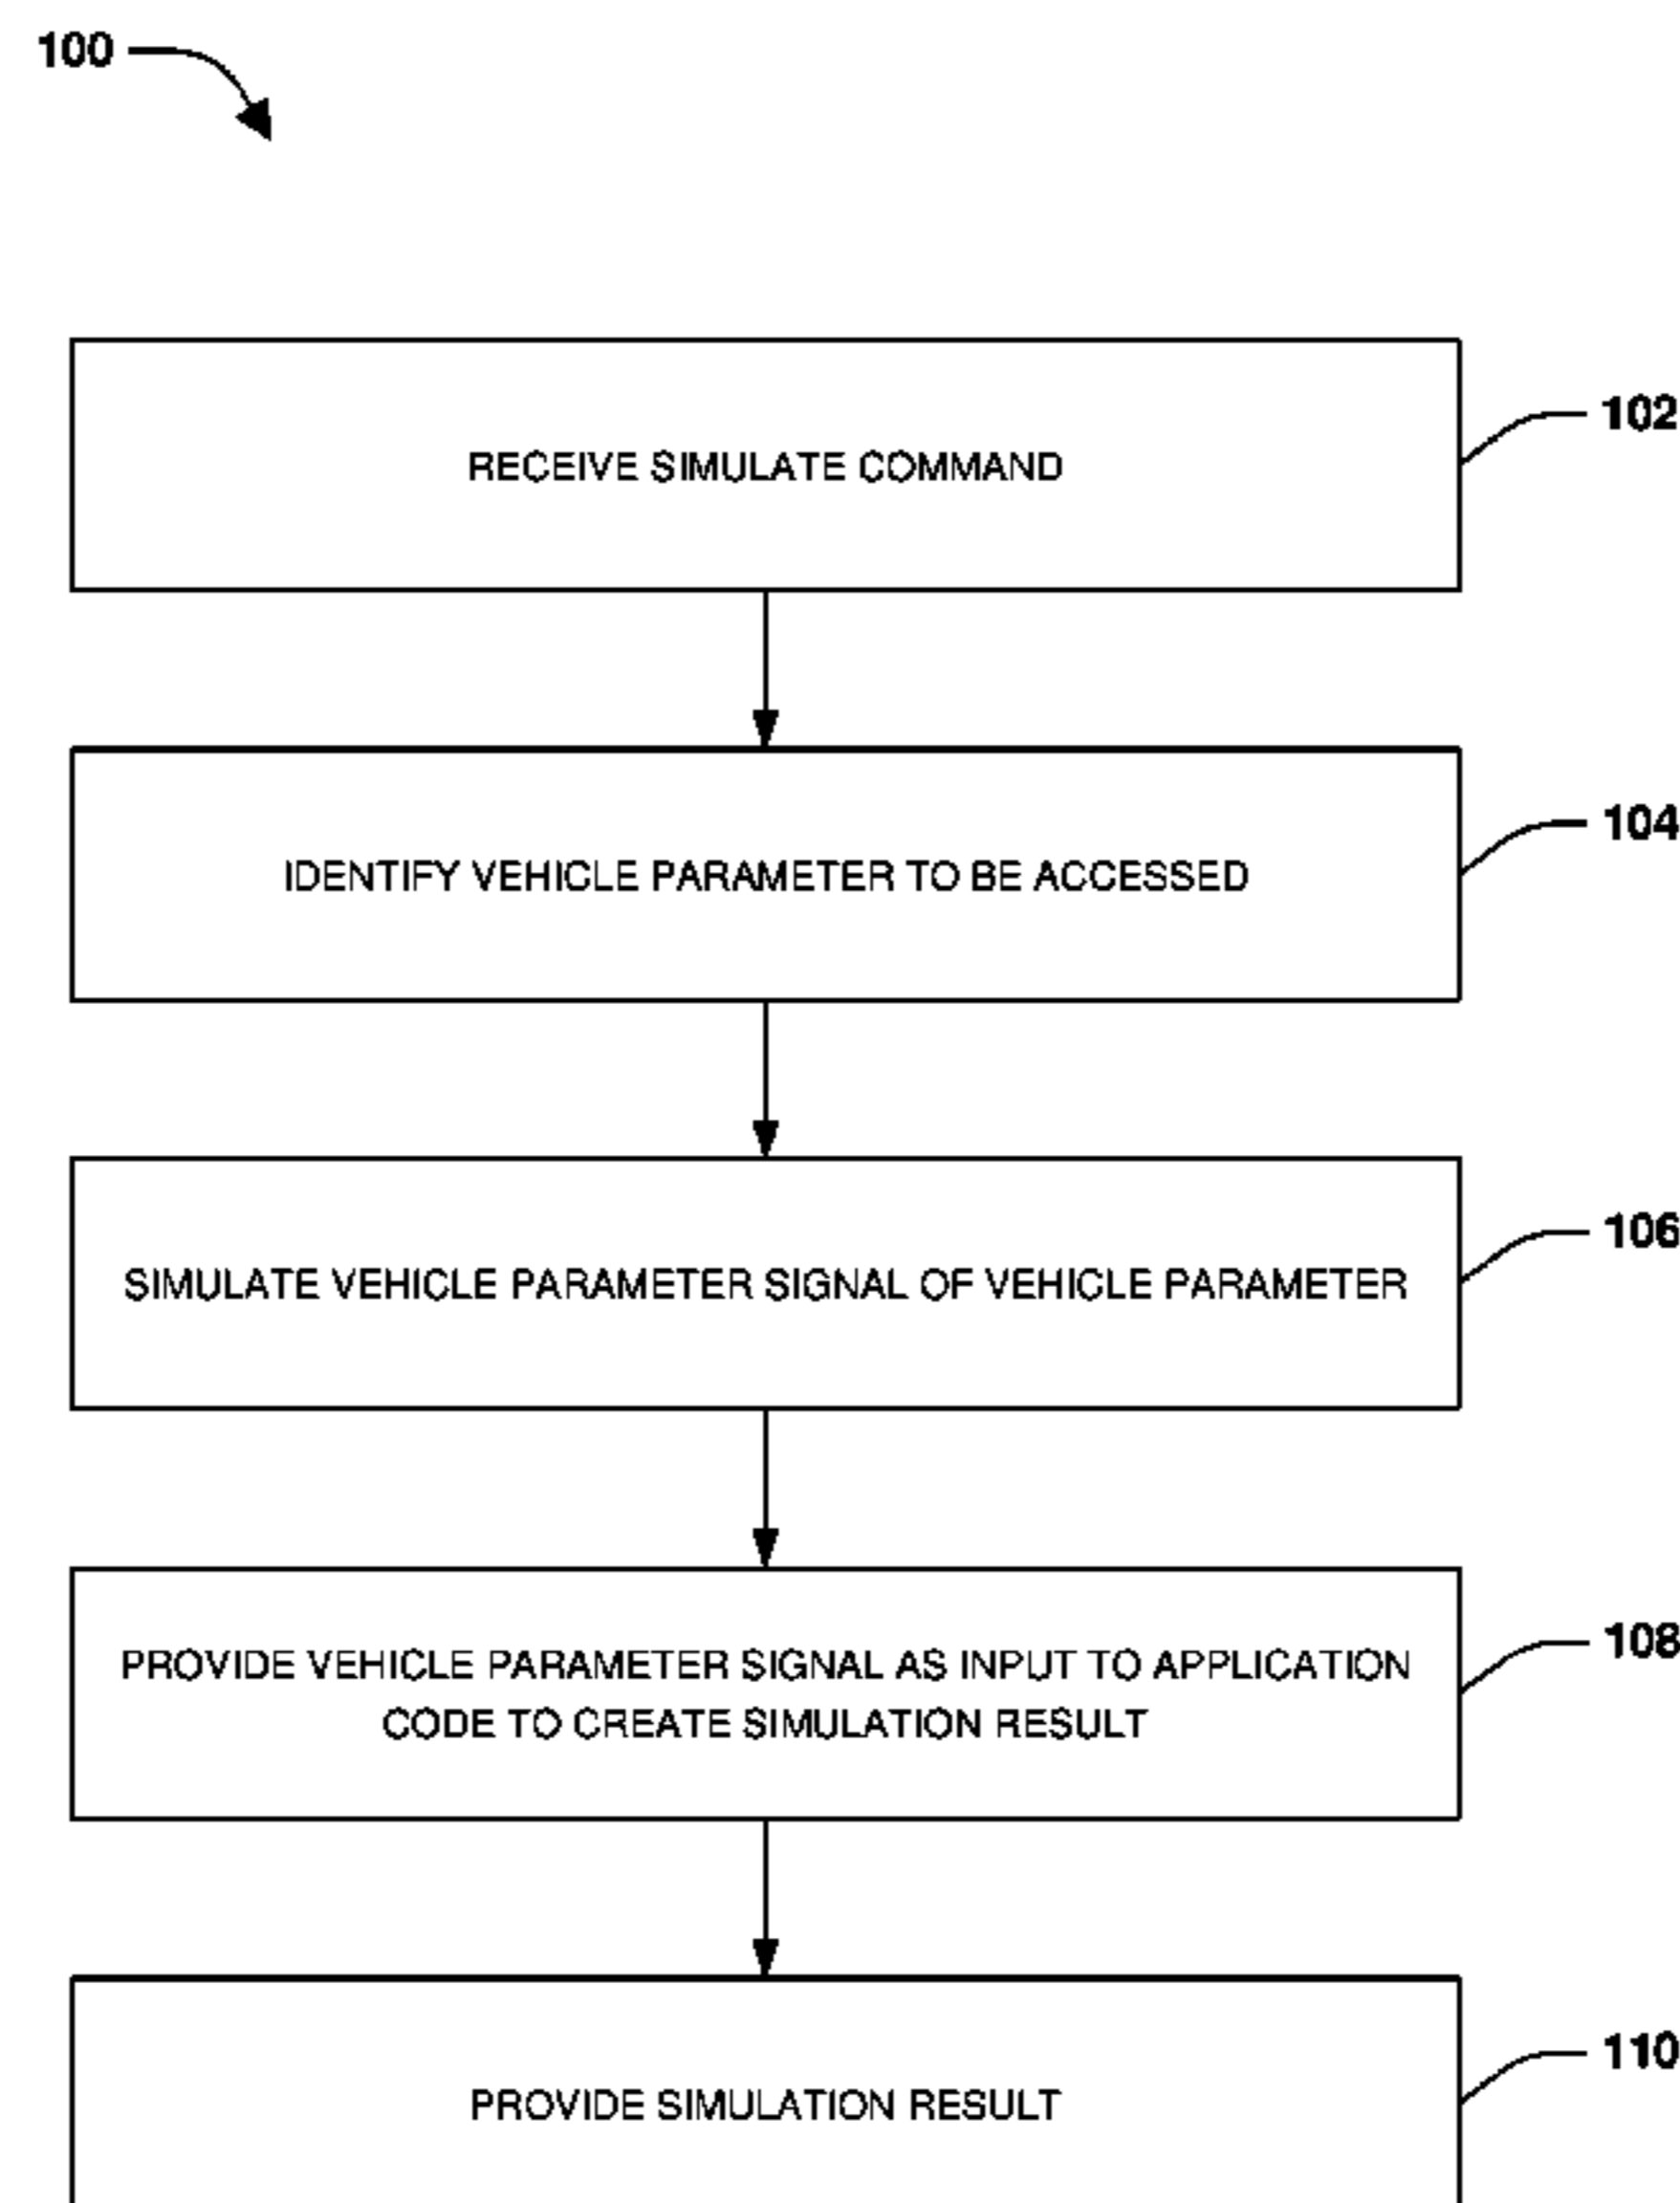 100
RECEIVE SIMULATE COMMAND
102
IDENTIFY VEHICLE PARAMETER TO BE ACCESSED
104
SIMULATE VEHICLE PARAMETER SIGNAL OF VEHICLE PARAMETER
106
PROVIDE VEHICLE PARAMETER SIGNAL AS INPUT TO APPLICATION
CODE TO CREATE SIMULATION RESULT
108
PROVIDE SIMULATION RESULT
110